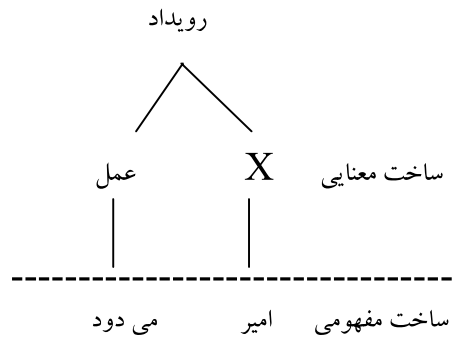 رویداد
ساخت معنایی X عمل
ساخت مفهومی امیر می دود